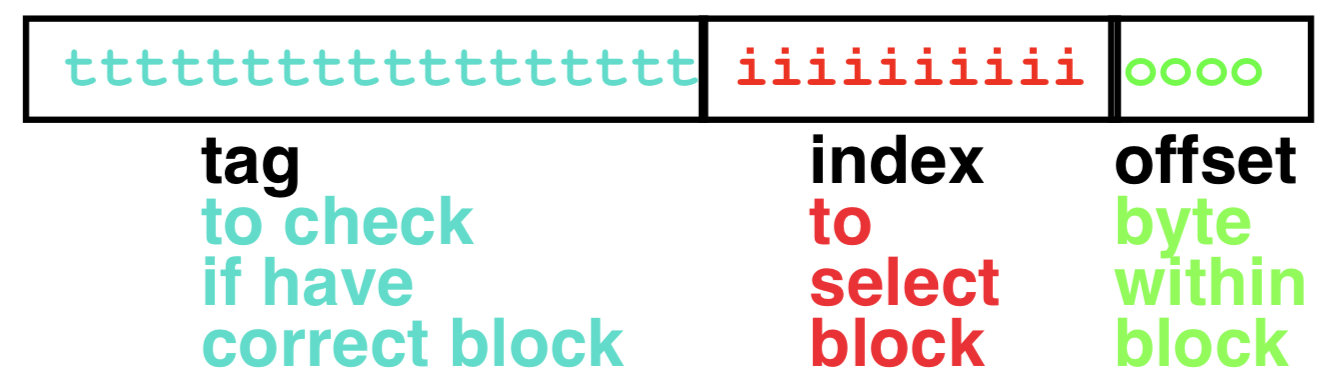 tttttttttttttttttt
iiiiiiiiii
oooo
tag
to check
if have
correct block
index
to
select
block
offset
byte
within
block